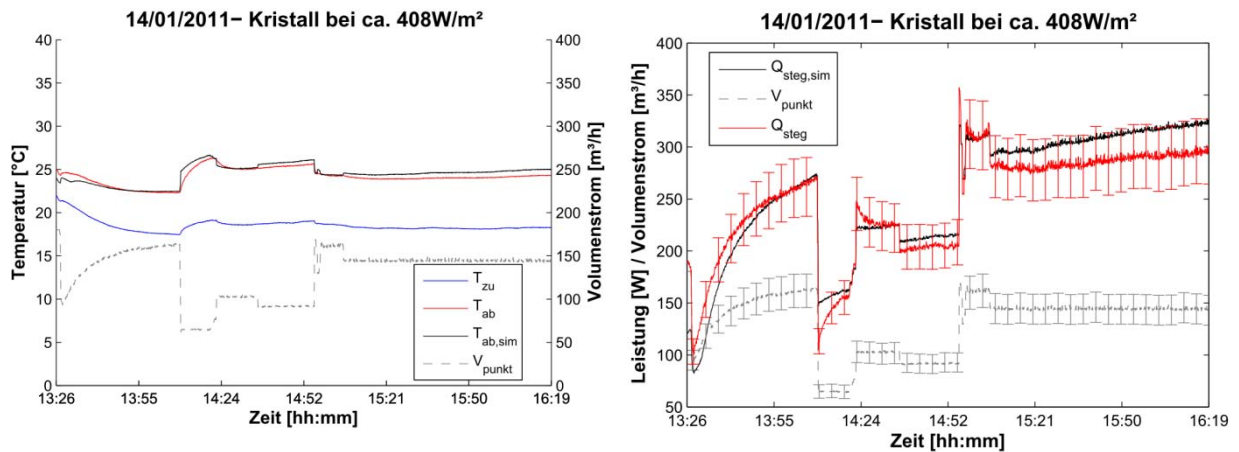 14/01/2011− Kristall bei ca. 408W/m²
40
35
30
25
20
15
10
5
0
Temperatur [°C]
400
350
300
250
200
150
100
50
0
Volumenstrom [m³/h]
T_zu
T_ab
T_ab,sim
V_punkt
13:26 13:55 14:24 14:52 15:21 15:50 16:19
Zeit [hh:mm]
14/01/2011− Kristall bei ca. 408W/m²
400
350
300
250
200
150
100
50
Leistung [W] / Volumenstrom [m³/h]
Q_steg,sim
V_punkt
Q_steg
13:26 13:55 14:24 14:52 15:21 15:50 16:19
Zeit [hh:mm]